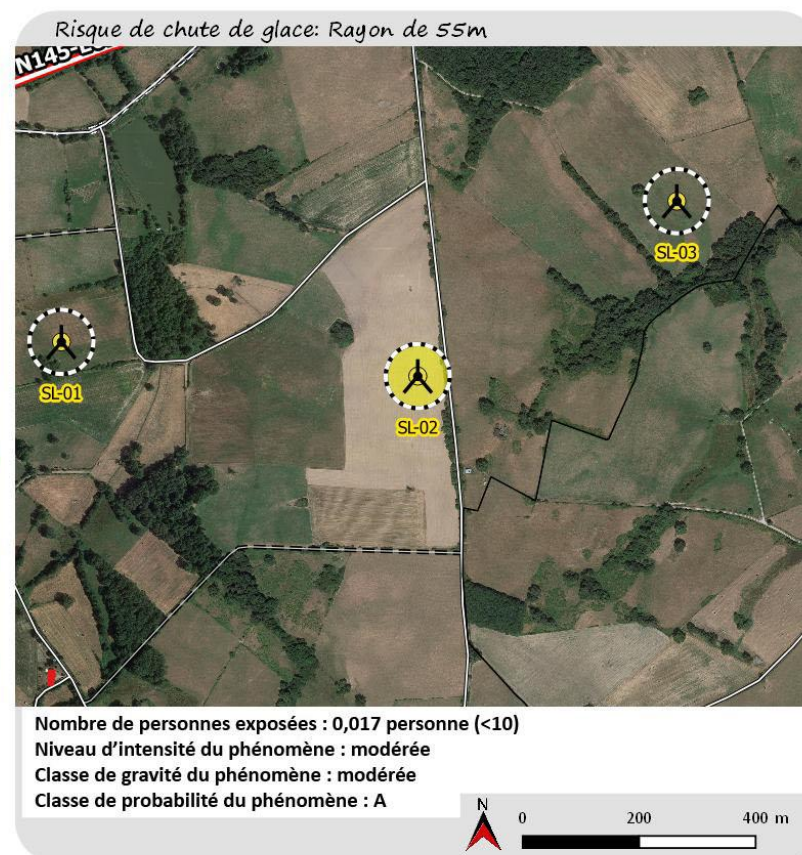 Risque de chute de glace: Rayon de 55m
SL-03
SL-01
SL-02
Nombre de personnes exposées : 0,017 personne (<10)
Niveau d'intensité du phénomène : modérée
Classe de gravité du phénomène : modérée
Classe de probabilité du phénomène : A
N
0 200 400 m